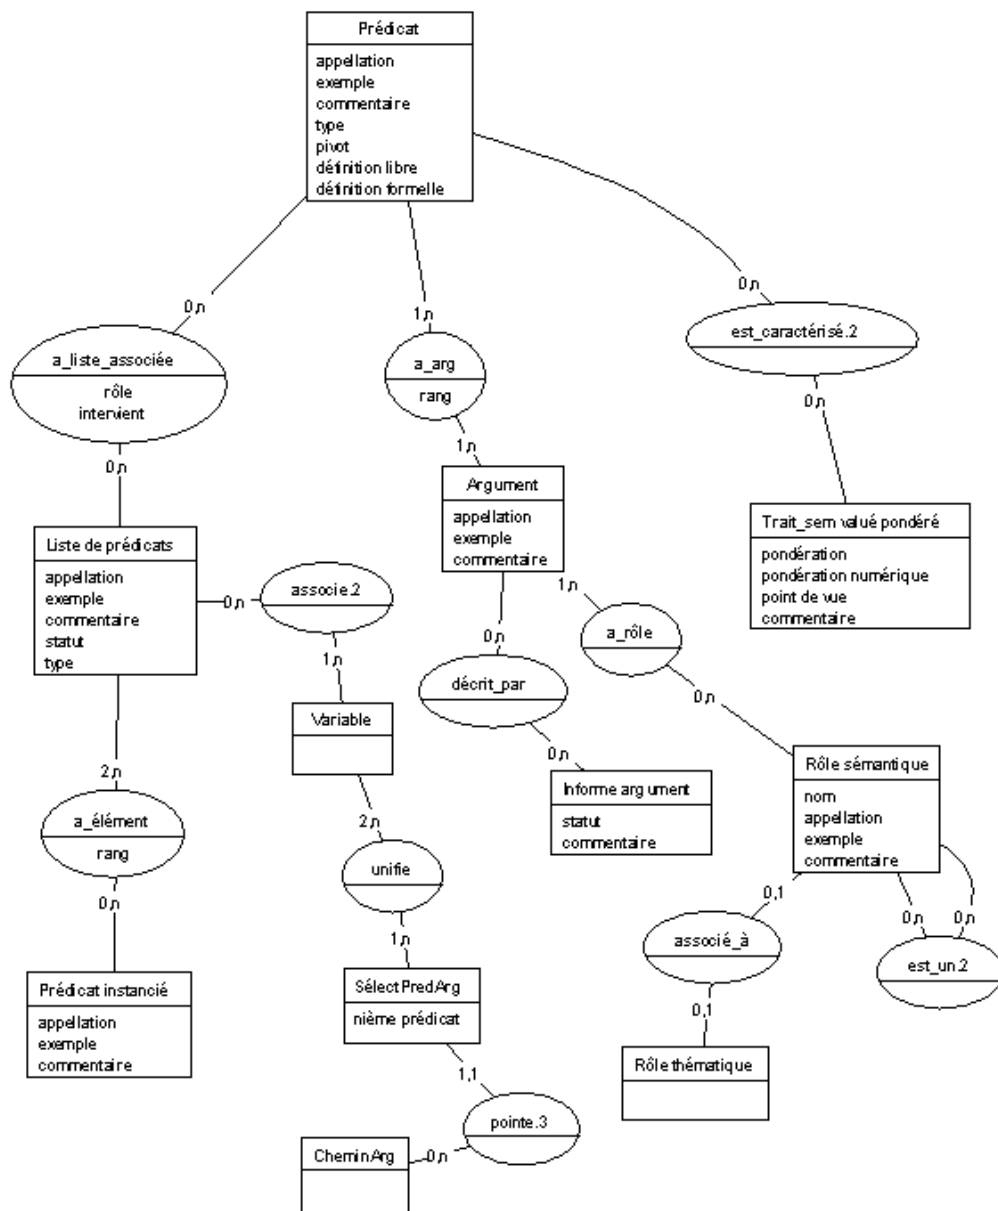 Prédicat
appellation
exemple
commentaire
type
pivot
définition libre
définition formelle
0,n
1,n
0,n
a_liste_associée
rôle
intervient
a_arg
rang
est_caractérisé.2
0,n
1,n
0,n
Argument
appellation
exemple
commentaire
Trait_sem valué pondéré
pondération
pondération numérique
point de vue
commentaire
Liste de prédicats
appellation
exemple
commentaire
statut
type
0,n
associe.2
1,n
0,n
1,n
a_rôle
0,n
décrit_par
0,n
Variable
Informe argument
statut
commentaire
Rôle sémantique
nom
appellation
exemple
commentaire
2,n
a_élément
rang
0,n
2,n
unifie
1,n
0,1
associé_à
0,1
0,n
0,n
est_un.2
Prédicat instancié
appellation
exemple
commentaire
Sélect PredArg
nième prédicat
Rôle thématique
1,1
pointe.3
0,n
Chemin Arg